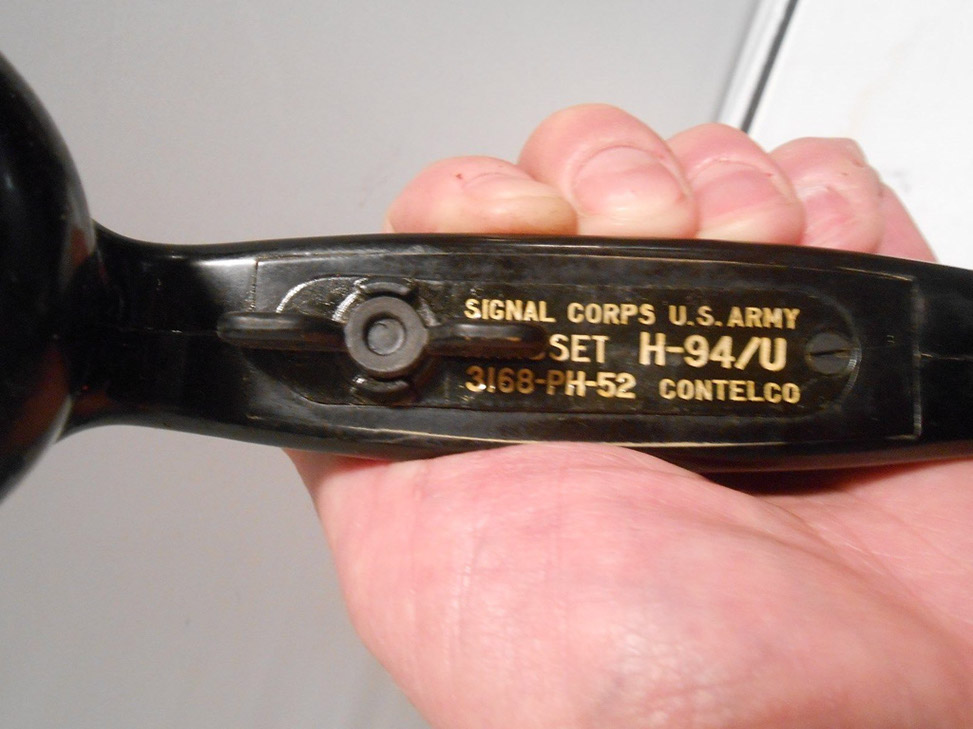 SIGNAL CORPS U.S. ARMY
H-94/U
3168-PH-52 CONTELCO